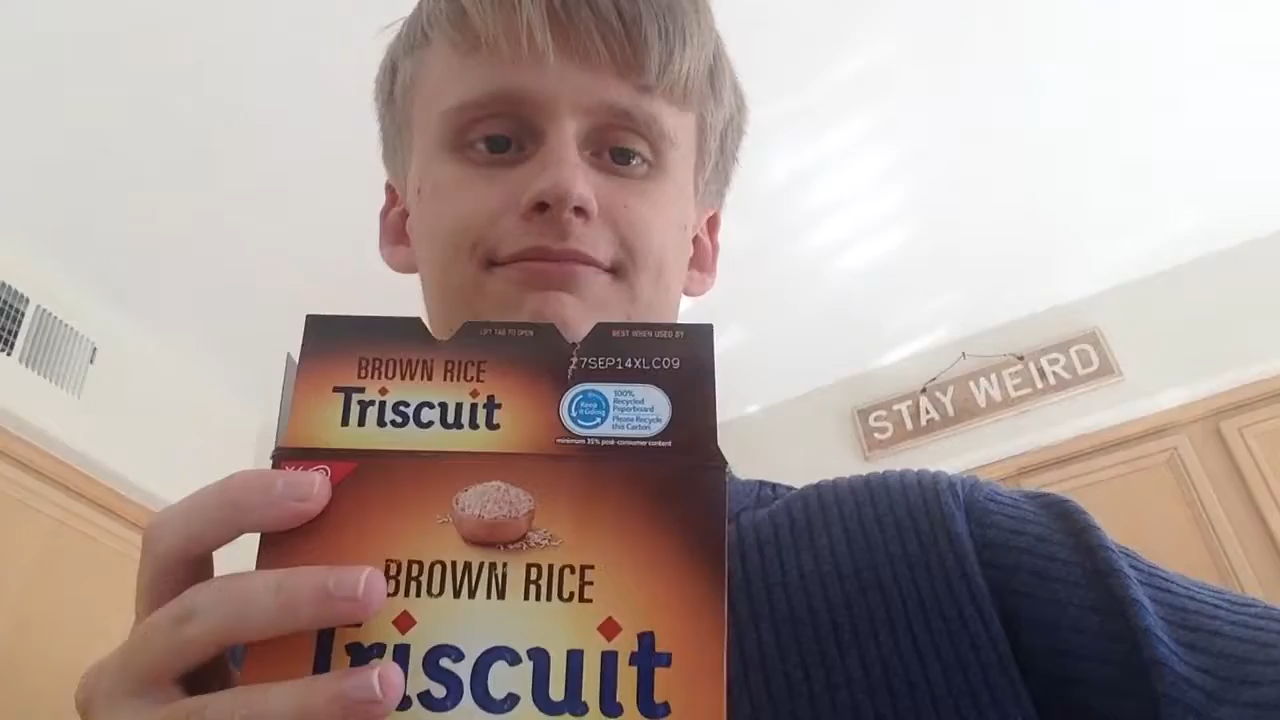 LIFT TAB TO OPEN
BEST WHEN USED BY
BROWN RICE
Triscuit
17SEP14XLC09
Keep it Going
100%
Recycled
Paperboard
Please Recycle
this Carton
minimum 35% post-consumer content
STAY WEIRD
BROWN RICE
Triscuit